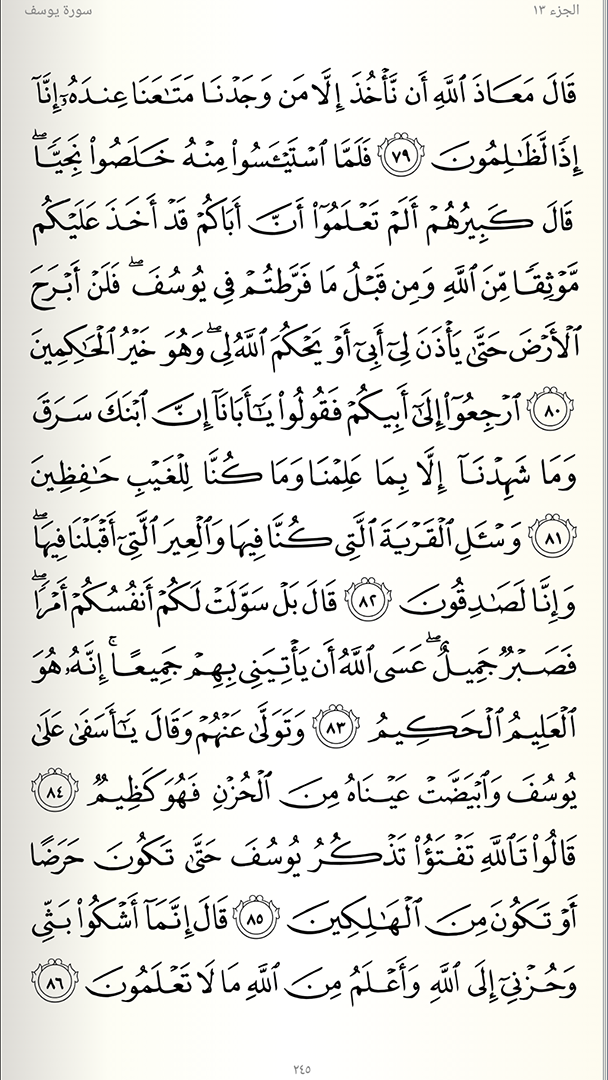 الجزء ١٣
سورة يوسف
قَالَ مَعَاذَ ٱللَّهِ أَن نَّأْخُذَ إِلَّا مَن وَجَدْنَا مَتَـٰعَنَا عِندَهُۥٓ إِنَّآ
إِذًا لَّظَـٰلِمُونَ ٧٩ فَلَمَّا ٱسْتَيْـَٔسُوا۟ مِنْهُ خَلَصُوا۟ نَجِيًّا ۖ
قَالَ كَبِيرُهُمْ أَلَمْ تَعْلَمُوٓا۟ أَنَّ أَبَاكُمْ قَدْ أَخَذَ عَلَيْكُم
مَّوْثِقًا مِّنَ ٱللَّهِ وَمِن قَبْلُ مَا فَرَّطتُمْ فِى يُوسُفَ ۖ فَلَنْ أَبْرَحَ
ٱلْأَرْضَ حَتَّىٰ يَأْذَنَ لِىٓ أَبِىٓ أَوْ يَحْكُمَ ٱللَّهُ لِى ۖ وَهُوَ خَيْرُ ٱلْحَـٰكِمِينَ
٨٠ ٱرْجِعُوٓا۟ إِلَىٰٓ أَبِيكُمْ فَقُولُوا۟ يَـٰٓأَبَانَآ إِنَّ ٱبْنَكَ سَرَقَ
وَمَا شَهِدْنَآ إِلَّا بِمَا عَلِمْنَا وَمَا كُنَّا لِلْغَيْبِ حَـٰفِظِينَ
٨١ وَسْـَٔلِ ٱلْقَرْيَةَ ٱلَّتِى كُنَّا فِيهَا وَٱلْعِيرَ ٱلَّتِىٓ أَقْبَلْنَا فِيهَا ۖ
وَإِنَّا لَصَـٰدِقُونَ ٨٢ قَالَ بَلْ سَوَّلَتْ لَكُمْ أَنفُسُكُمْ أَمْرًا ۖ
فَصَبْرٌ جَمِيلٌ ۖ عَسَى ٱللَّهُ أَن يَأْتِيَنِى بِهِمْ جَمِيعًا ۚ إِنَّهُۥ هُوَ
ٱلْعَلِيمُ ٱلْحَكِيمُ ٨٣ وَتَوَلَّىٰ عَنْهُمْ وَقَالَ يَـٰٓأَسَفَىٰ عَلَىٰ
يُوسُفَ وَٱبْيَضَّتْ عَيْنَاهُ مِنَ ٱلْحُزْنِ فَهُوَ كَظِيمٌ ٨٤
قَالُوا۟ تَٱللَّهِ تَفْتَؤُا۟ تَذْكُرُ يُوسُفَ حَتَّىٰ تَكُونَ حَرَضًا
أَوْ تَكُونَ مِنَ ٱلْهَـٰلِكِينَ ٨٥ قَالَ إِنَّمَآ أَشْكُوا۟ بَثِّى
وَحُزْنِىٓ إِلَى ٱللَّهِ وَأَعْلَمُ مِنَ ٱللَّهِ مَا لَا تَعْلَمُونَ ٨٦
٢٤٥